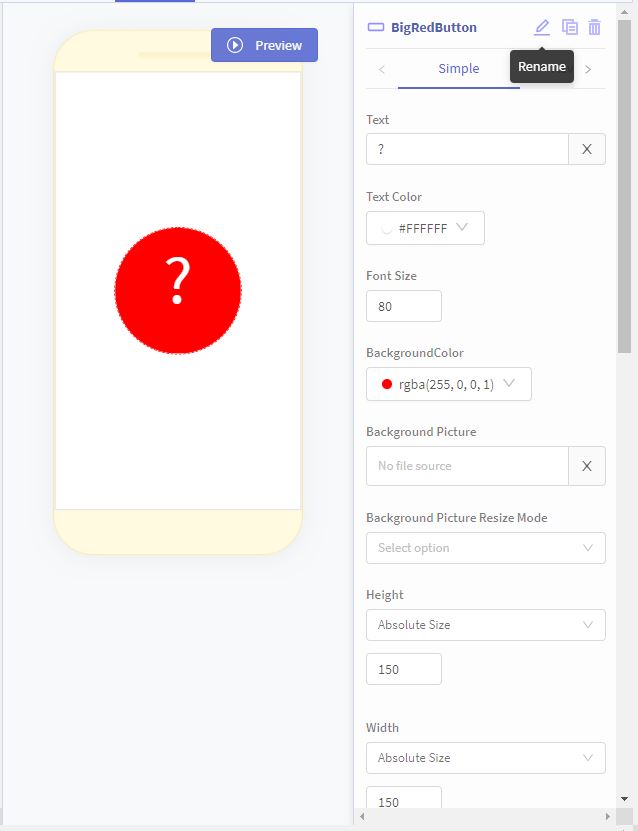 Preview
?
BigRedButton
Rename
Simple
Text
?
X
Text Color
#FFFFFF
Font Size
80
BackgroundColor
rgba(255, 0, 0, 1)
Background Picture
No file source
X
Background Picture Resize Mode
Select option
Height
Absolute Size
150
Width
Absolute Size
150